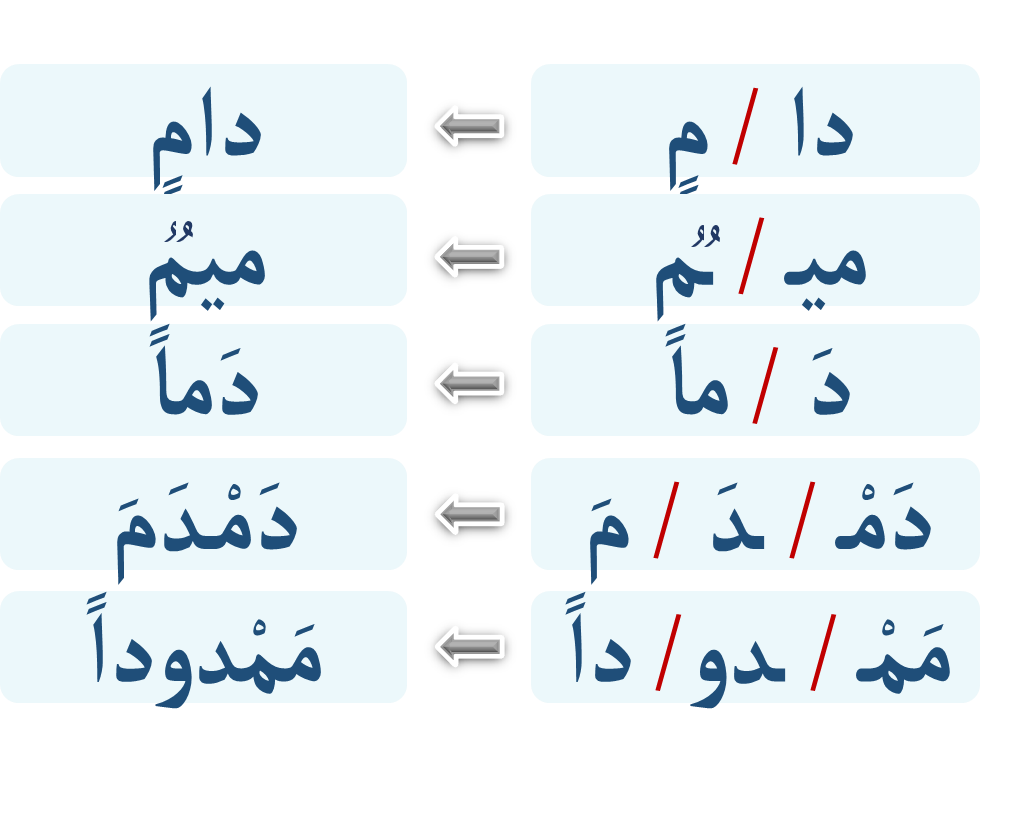 دا / مٍ ⇐ دامٍ
ميـ / ـمٌ ⇐ ميمٌ
دَ / ماً ⇐ دَماً
دَمْـ / ـدَ / مَ ⇐ دَمْدَمَ
مَمْـ / ـدو/ داً ⇐ مَمْدوداً